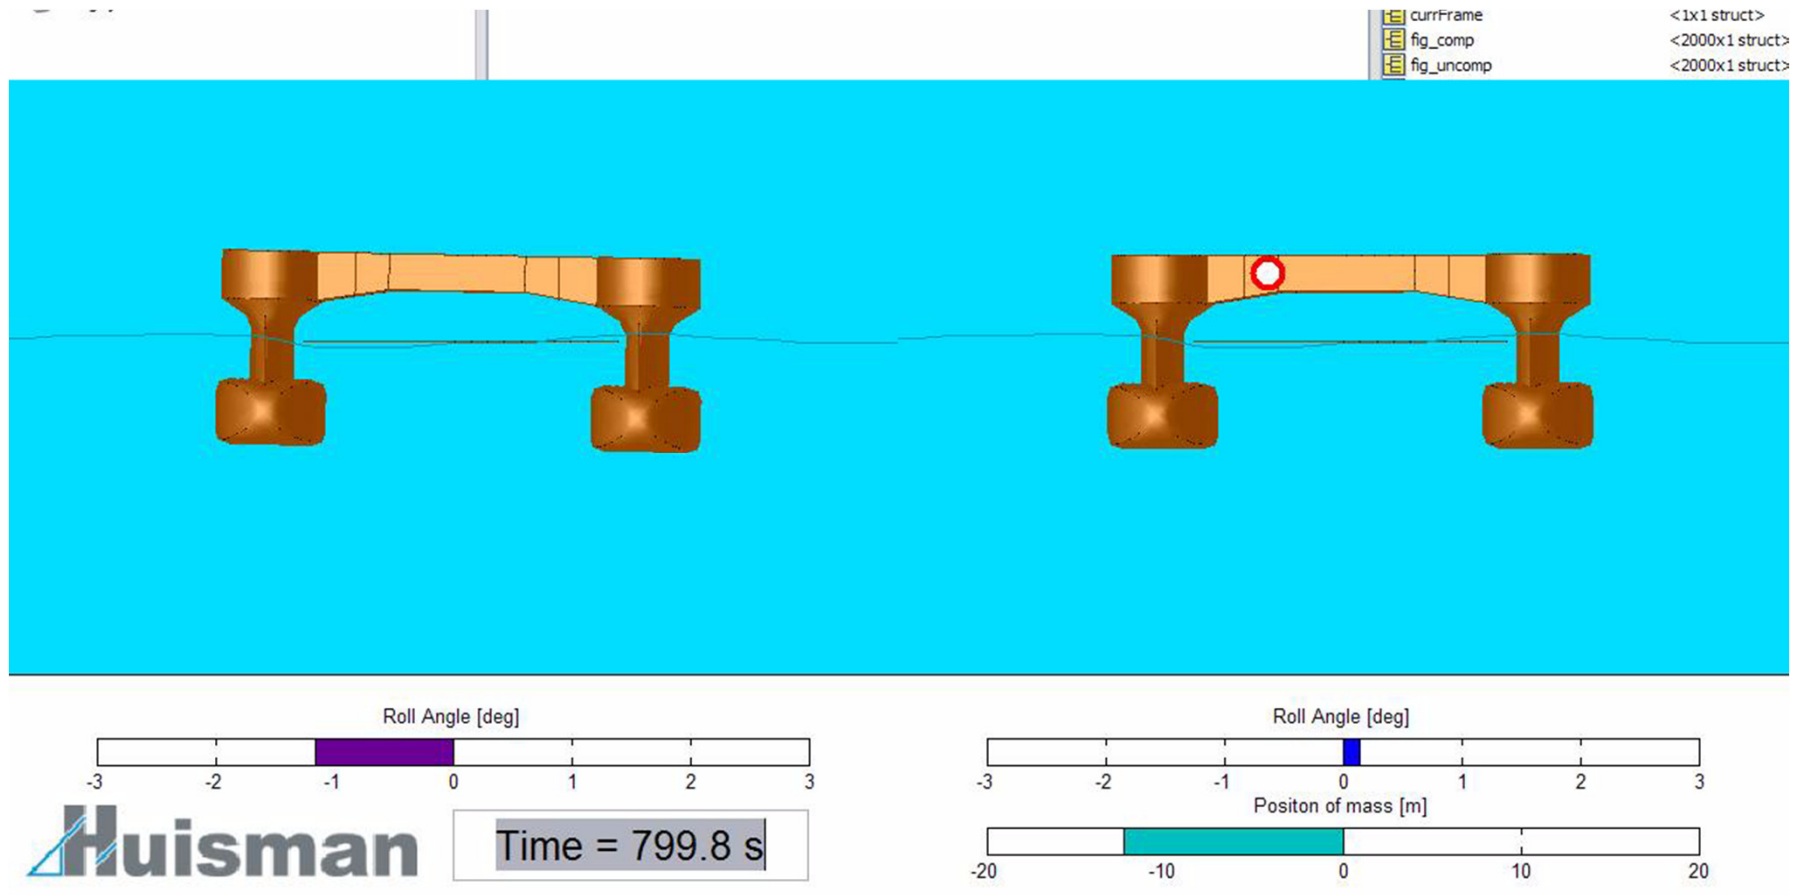 currFrame <1x1 struct>
fig_comp <2000x1 struct>
fig_uncomp <2000x1 struct>
Roll Angle [deg] Roll Angle [deg]
-3 -2 -1 0 1 2 3 -3 -2 -1 0 1 2 3
Positon of mass [m]
Huisman Time = 799.8 s
-20 -10 0 10 20